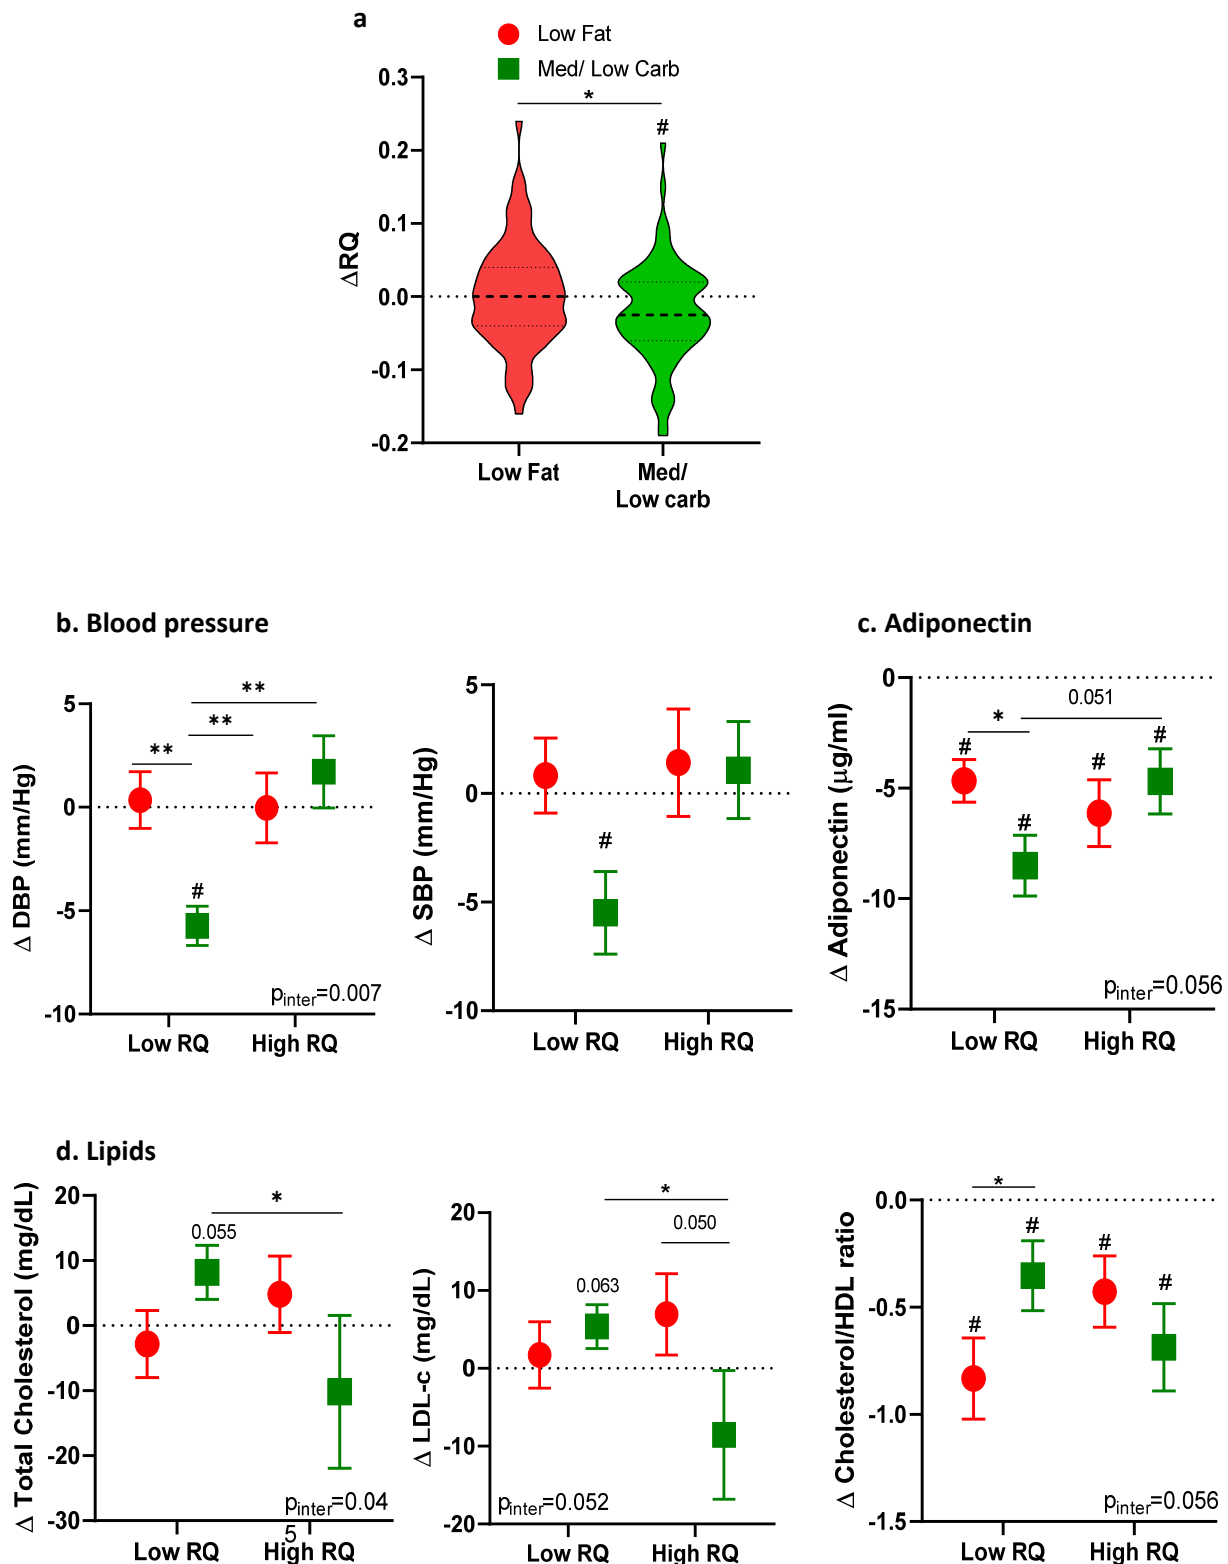 a
Low Fat
Med/ Low Carb
0.3
0.2
0.1
0.0
-0.1
-0.2
ΔRQ
*
#
Low Fat
Med/
Low carb
b. Blood pressure
5
0
-5
-10
Δ DBP (mm/Hg)
**
**
**
#
pinter=0.007
Low RQ
High RQ
5
0
-5
-10
Δ SBP (mm/Hg)
#
Low RQ
High RQ
c. Adiponectin
0
-5
-10
-15
Δ Adiponectin (μg/ml)
0.051
*
#
#
#
#
pinter=0.056
Low RQ
High RQ
d. Lipids
20
10
0
-10
-20
-30
Δ Total Cholesterol (mg/dL)
*
0.055
pinter=0.04
5
Low RQ
High RQ
20
10
0
-10
-20
Δ LDL-c (mg/dL)
*
0.050
0.063
pinter=0.052
Low RQ
High RQ
0.0
-0.5
-1.0
-1.5
Δ Cholesterol/HDL ratio
*
#
#
#
#
pinter=0.056
Low RQ
High RQ